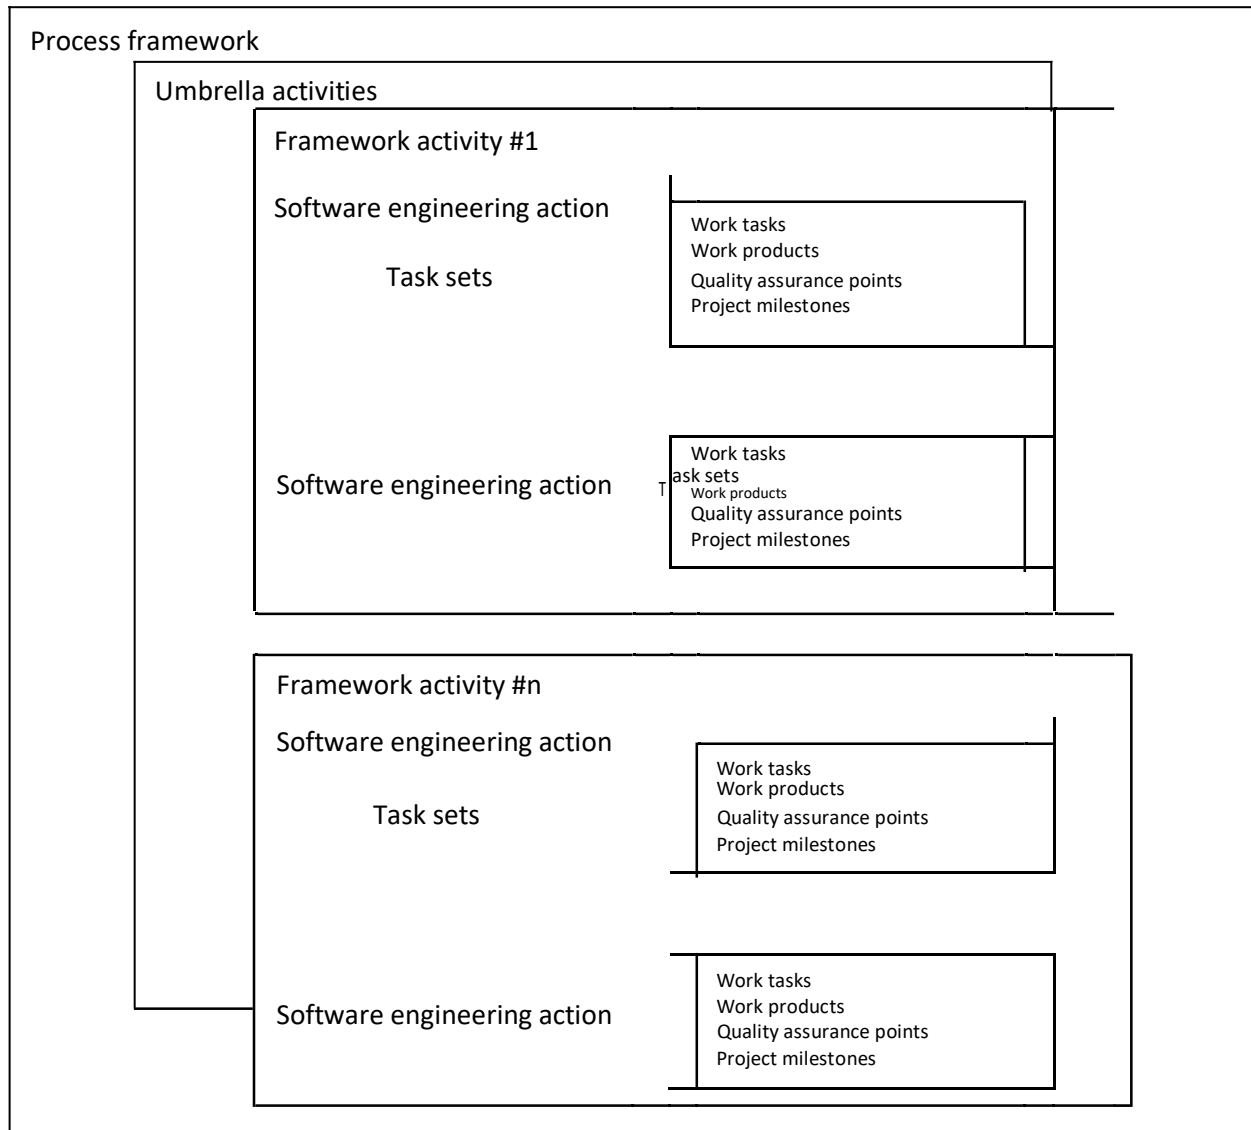 Process framework
Umbrella activities
Framework activity #1
Software engineering action
Work tasks
Work products
Task sets
Quality assurance points
Project milestones
Work tasks
Software engineering action
Task sets
Work products
Quality assurance points
Project milestones
Framework activity #n
Software engineering action
Work tasks
Work products
Task sets
Quality assurance points
Project milestones
Work tasks
Work products
Software engineering action
Quality assurance points
Project milestones